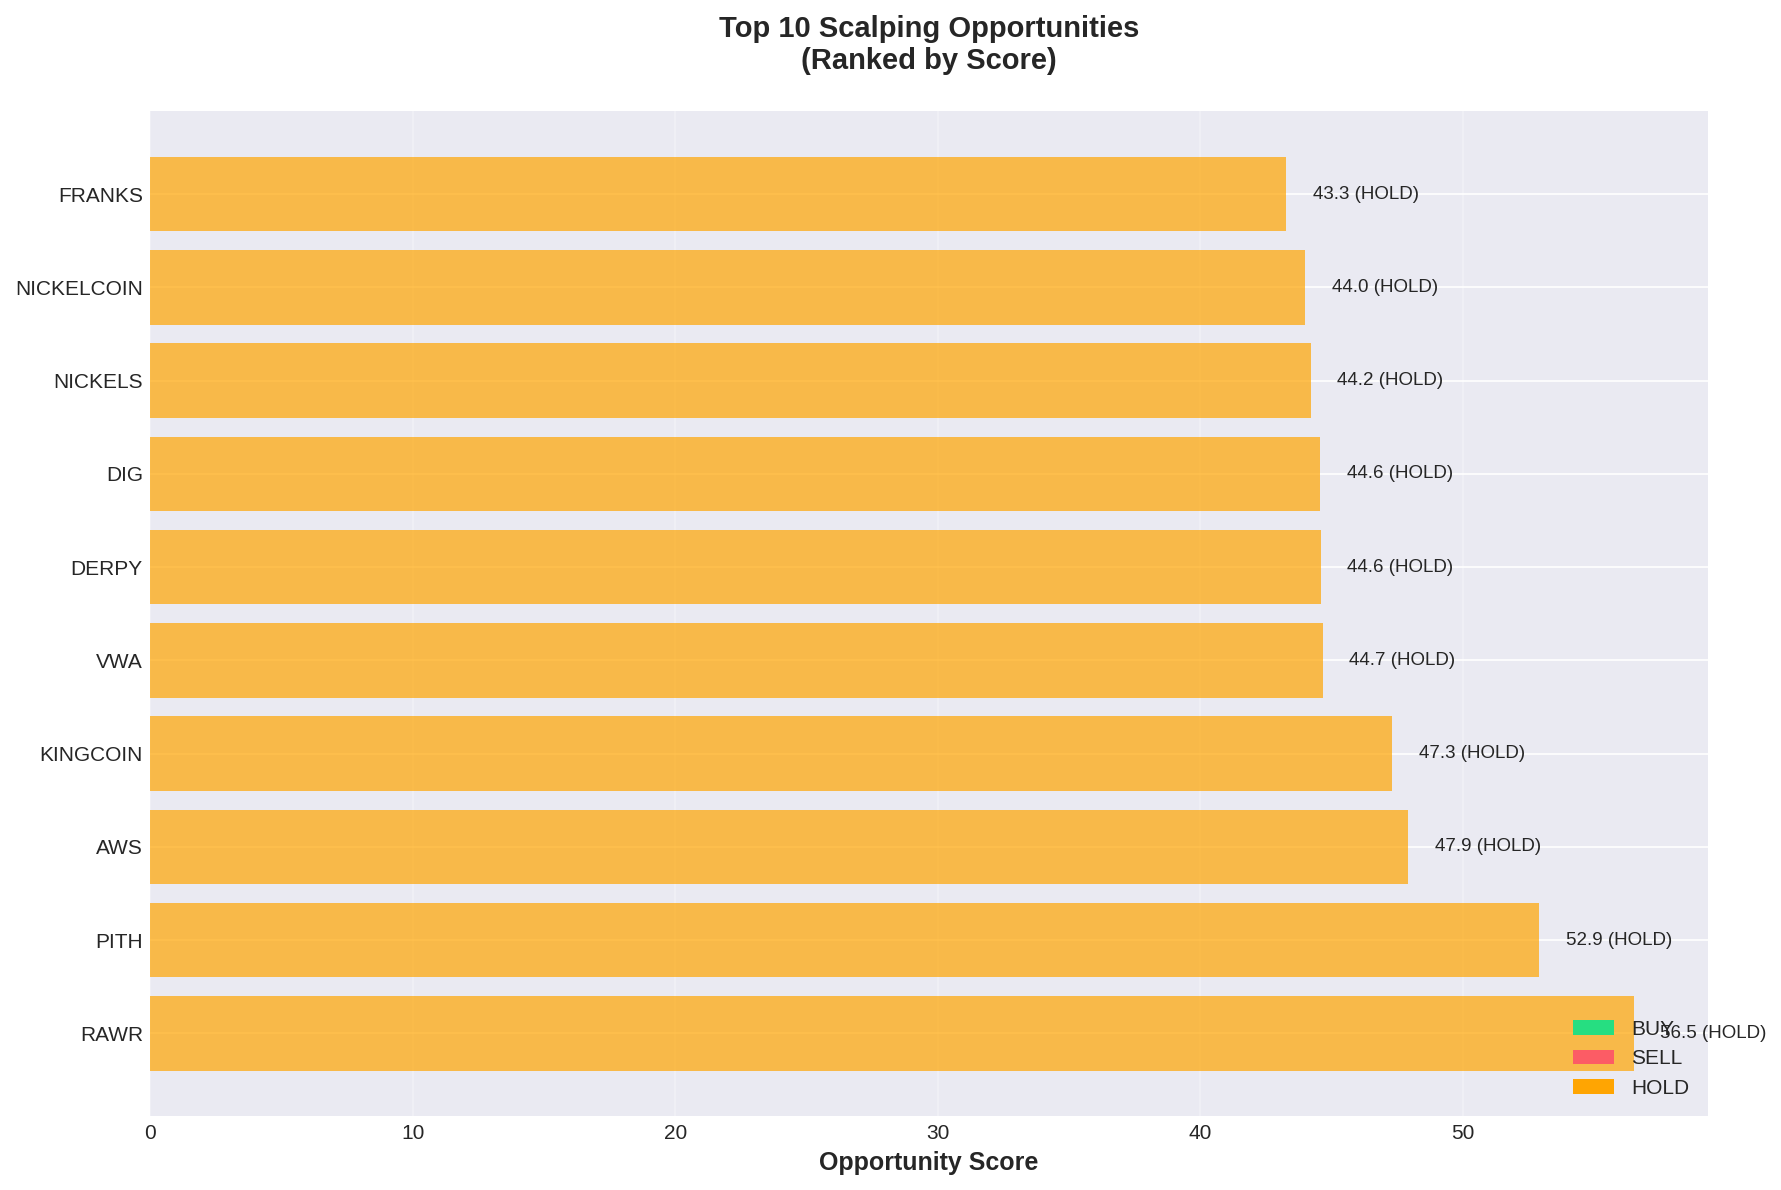 Top 10 Scalping Opportunities
(Ranked by Score)
FRANKS
43.3 (HOLD)
NICKELCOIN
44.0 (HOLD)
NICKELS
44.2 (HOLD)
DIG
44.6 (HOLD)
DERPY
44.6 (HOLD)
VWA
44.7 (HOLD)
KINGCOIN
47.3 (HOLD)
AWS
47.9 (HOLD)
PITH
52.9 (HOLD)
RAWR
56.5 (HOLD)
BUY
SELL
HOLD
0 10 20 30 40 50
Opportunity Score